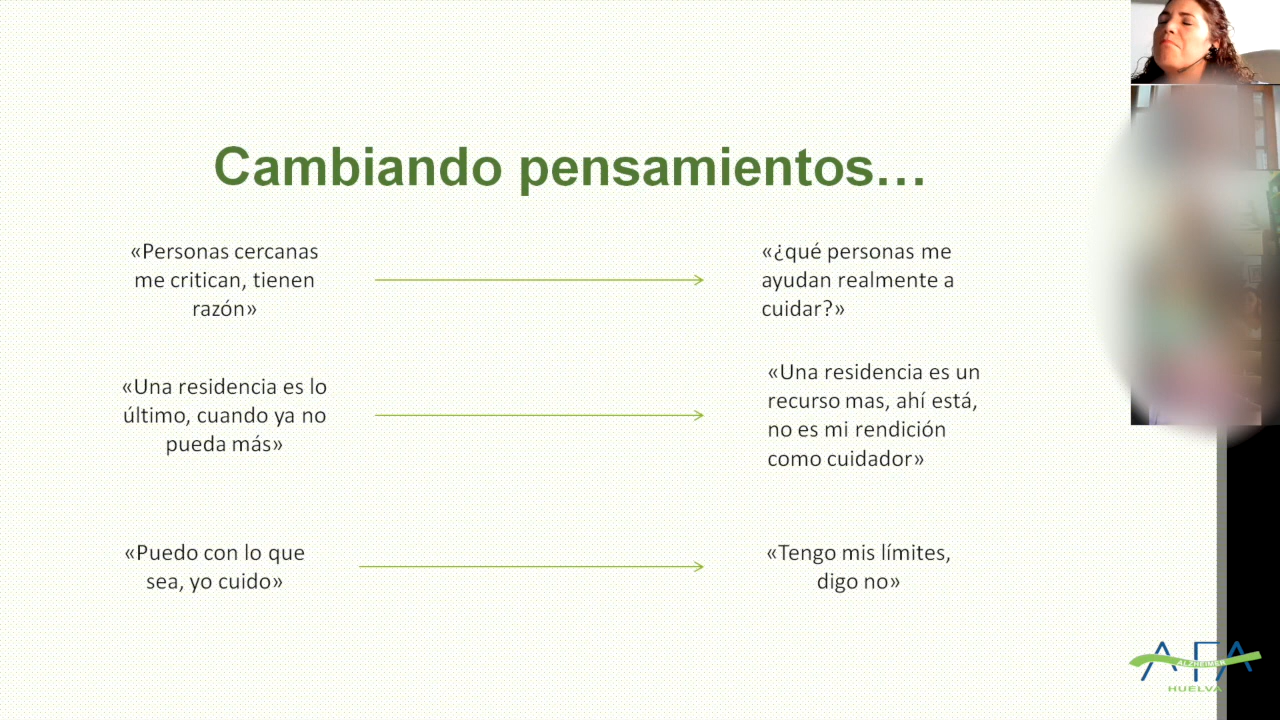 Cambiando pensamientos...
«Personas cercanas
me critican, tienen
razón»
«¿qué personas me
ayudan realmente a
cuidar?»
«Una residencia es lo
último, cuando ya no
pueda más»
«Una residencia es un
recurso mas, ahí está,
no es mi rendición
como cuidador»
«Puedo con lo que
sea, yo cuido»
«Tengo mis límites,
digo no»
AFA
ALZHEIMER
HUELVA